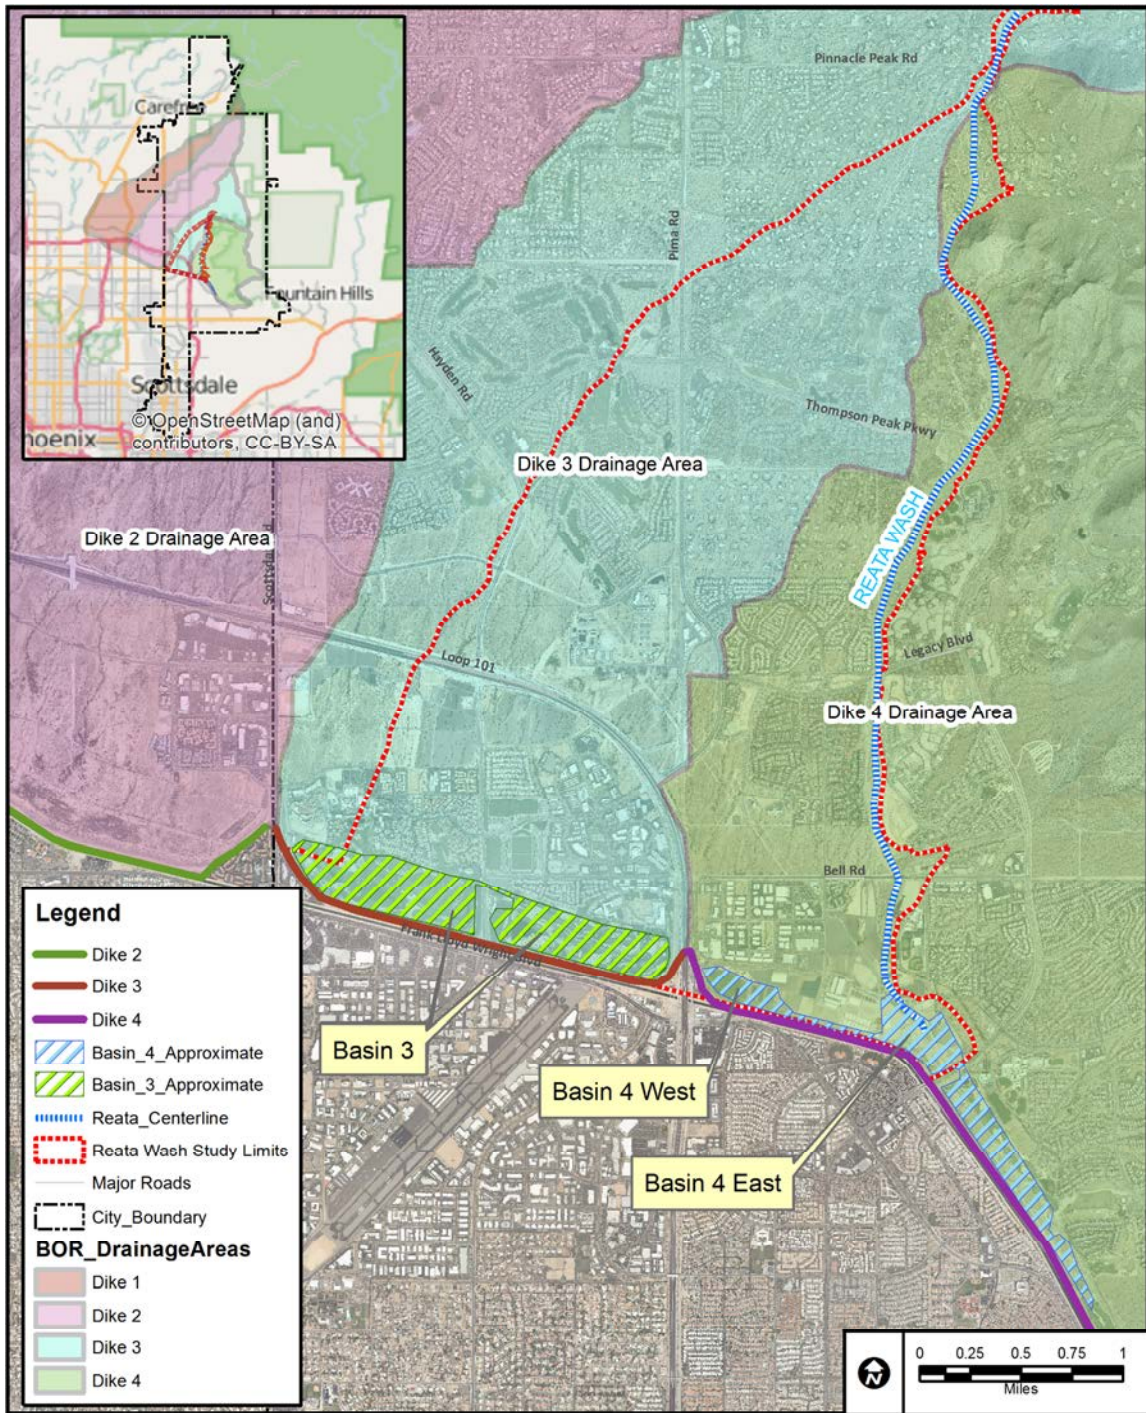 Carefree
Fountain Hills
Scottsdale
hoenix
© OpenStreetMap (and)
contributors, CC-BY-SA
Pinnacle Peak Rd
Pima Rd
Hayden Rd
Thompson Peak Pkwy
Dike 3 Drainage Area
REATA WASH
Dike 2 Drainage Area
Scottsdale Rd
Loop 101
Legacy Blvd
Dike 4 Drainage Area
Bell Rd
Frank Lloyd Wright Blvd
Basin 3
Basin 4 West
Basin 4 East
Legend
Dike 2
Dike 3
Dike 4
Basin_4_Approximate
Basin_3_Approximate
Reata_Centerline
Reata Wash Study Limits
Major Roads
City_Boundary
BOR_DrainageAreas
Dike 1
Dike 2
Dike 3
Dike 4
N
0 0.25 0.5 0.75 1
Miles